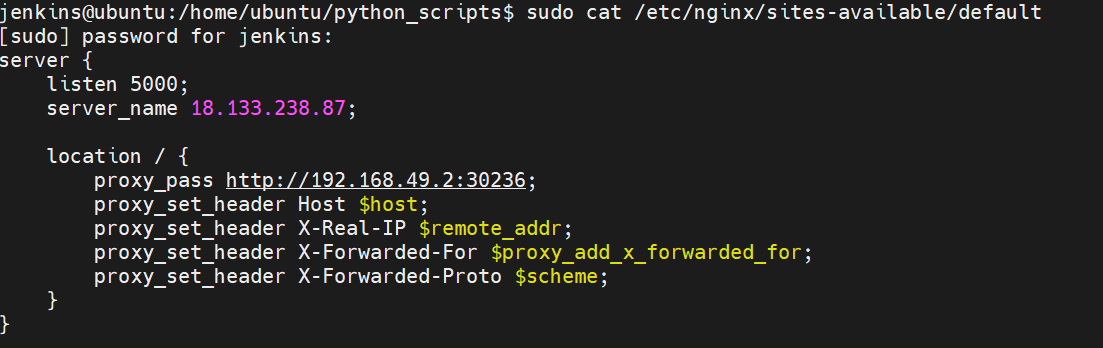 jenkins@ubuntu:/home/ubuntu/python_scripts$ sudo cat /etc/nginx/sites-available/default
[sudo] password for jenkins:
server {
    listen 5000;
    server_name 18.133.238.87;

    location / {
        proxy_pass http://192.168.49.2:30236;
        proxy_set_header Host $host;
        proxy_set_header X-Real-IP $remote_addr;
        proxy_set_header X-Forwarded-For $proxy_add_x_forwarded_for;
        proxy_set_header X-Forwarded-Proto $scheme;
    }
}